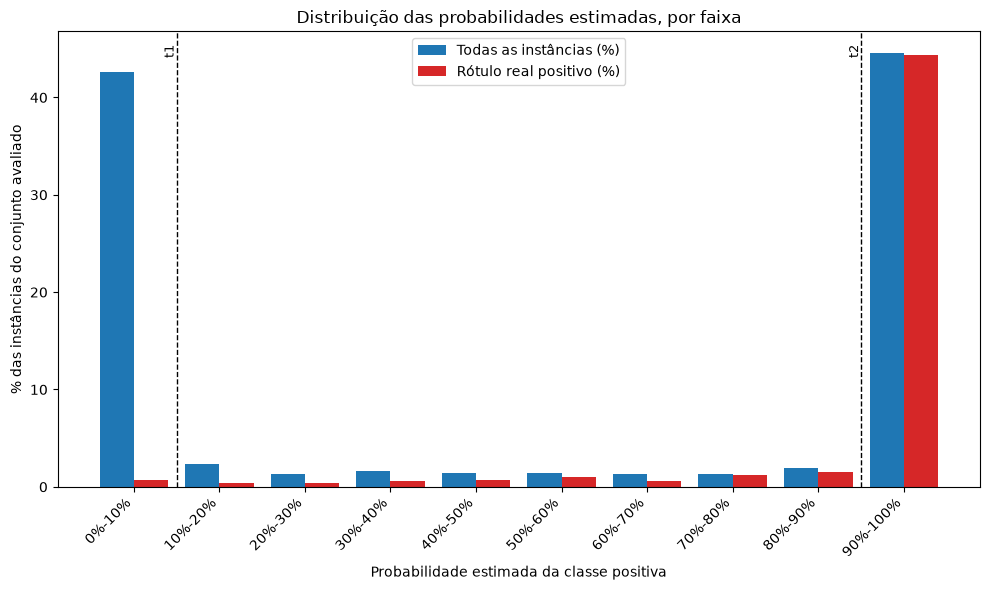 Distribuição das probabilidades estimadas, por faixa
t1
t2
Todas as instâncias (%)
Rótulo real positivo (%)
% das instâncias do conjunto avaliado
40
30
20
10
0
0%-10%
10%-20%
20%-30%
30%-40%
40%-50%
50%-60%
60%-70%
70%-80%
80%-90%
90%-100%
Probabilidade estimada da classe positiva